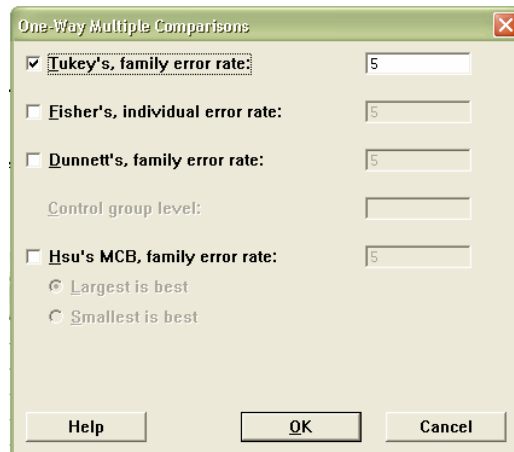 One-Way Multiple Comparisons
Tukey's, family error rate: 5
Fisher's, individual error rate: 5
Dunnett's, family error rate: 5
Control group level:
Hsu's MCB, family error rate: 5
Largest is best
Smallest is best
Help OK Cancel